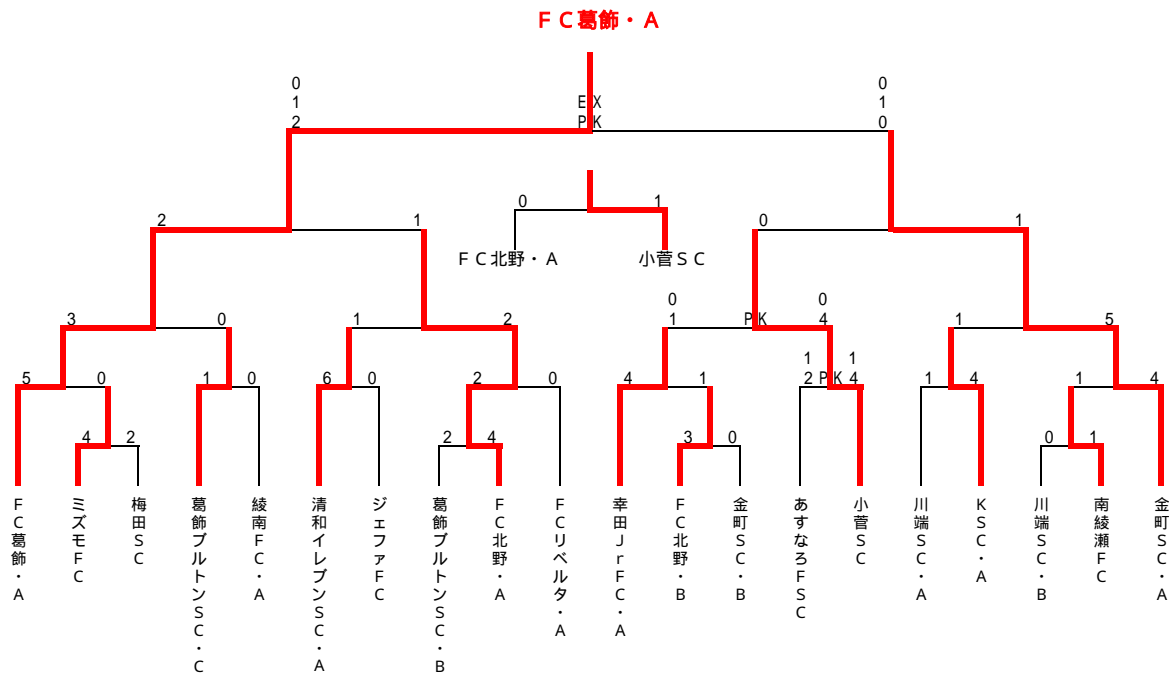 ＦＣ葛飾・Ａ
0 0
1 ＥＸ 1
2 ＰＫ 0
0 1
2 1 0 1
ＦＣ北野・Ａ 小菅ＳＣ
0 0
3 0 1 2 1 ＰＫ 4 1 5
1 1
5 0 1 0 6 0 2 0 4 1 2 ＰＫ 4 1 4 1 4
4 2 2 4 3 0 0 1
ＦＣ葛飾・Ａ
ミズモＦＣ
梅田ＳＣ
葛飾ブルトンＳＣ・Ｃ
綾南ＦＣ・Ａ
清和イレブンＳＣ・Ａ
ジェファＦＣ
葛飾ブルトンＳＣ・Ｂ
ＦＣ北野・Ａ
ＦＣリベルタ・Ａ
幸田ＪｒＦＣ・Ａ
ＦＣ北野・Ｂ
金町ＳＣ・Ｂ
あすなろＦＳＣ
小菅ＳＣ
川端ＳＣ・Ａ
ＫＳＣ・Ａ
川端ＳＣ・Ｂ
南綾瀬ＦＣ
金町ＳＣ・Ａ